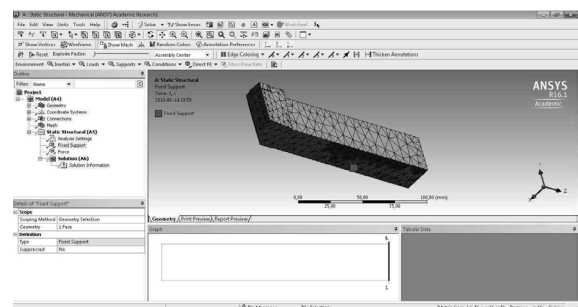 A : Static Structural - Mechanical [ANSYS Academic Research]
File Edit View Units Tools Help
Solve
?/Show Errors
Worksheet
Show Vertices
Wireframe
Show Mesh
Random Colors
Annotation Preferences
Reset Explode Factor:
Assembly Center
Edge Coloring
Thicken Annotations
Environment Inertial Loads Supports Conditions Direct FE
Outline
Filter: Name
Project
Model (A4)
Geometry
Coordinate Systems
Connections
Mesh
Static Structural (A5)
Analysis Settings
Fixed Support
Force
Solution (A6)
Solution Information
A: Static Structural
Fixed Support
Time: 1, s
Fixed Support
ANSYS
R16.1
Academic
0,00 50,00 100,00 (mm)
25,00 75,00
Z
Geometry Print Preview Report Preview
Details of "Fixed Support"
Scope
Scoping Method Geometry Selection
Geometry 1 Face
Definition
Type Fixed Support
Suppressed No
Graph
Tabular Data
1,
1,